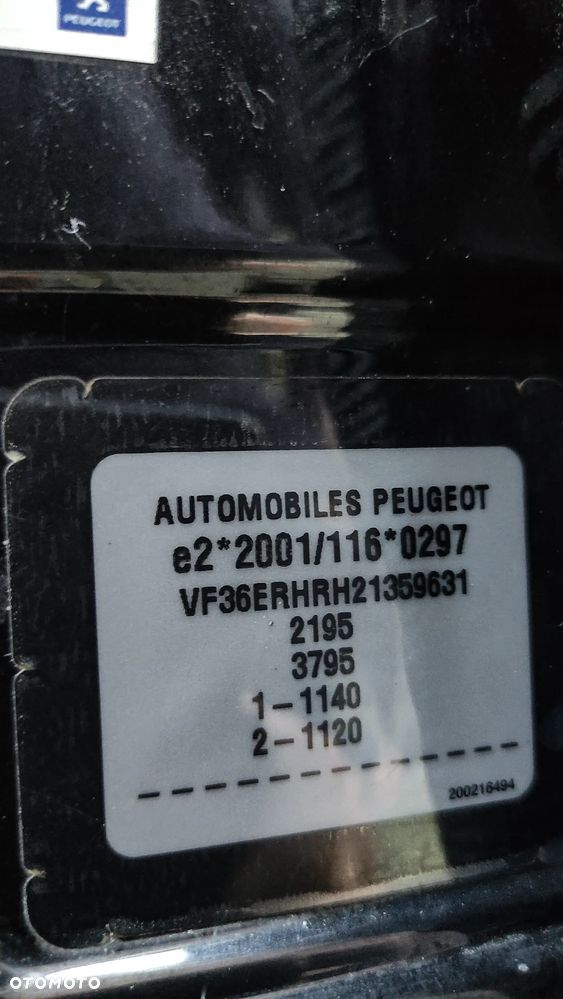 PEUGEOT
AUTOMOBILES PEUGEOT
e2*2001/116*0297
VF36ERHRH21359631
2195
3795
1-1140
2-1120
200216494
OTOMOTO